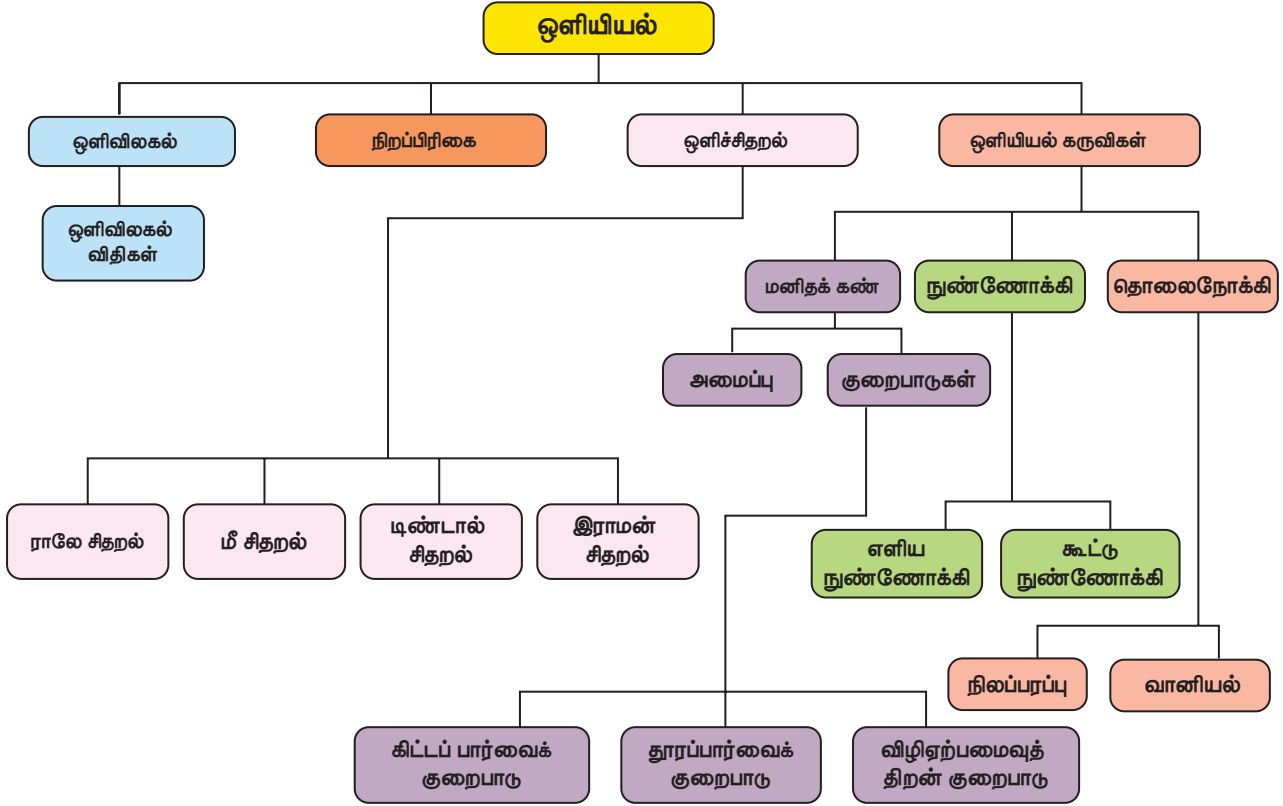 ஒளியியல்
ஒளிவிலகல்
நிறப்பிரிகை
ஒளிச்சிதறல்
ஒளியியல் கருவிகள்
ஒளிவிலகல்
விதிகள்
மனிதக் கண்
நுண்ணோக்கி
தொலைநோக்கி
அமைப்பு
குறைபாடுகள்
ராலே சிதறல்
மீ சிதறல்
டிண்டால்
சிதறல்
இராமன்
சிதறல்
எளிய
நுண்ணோக்கி
கூட்டு
நுண்ணோக்கி
நிலப்பரப்பு
வானியல்
கிட்டப் பார்வைக்
குறைபாடு
தூரப்பார்வைக்
குறைபாடு
விழிஏற்பமைவுத்
திறன் குறைபாடு